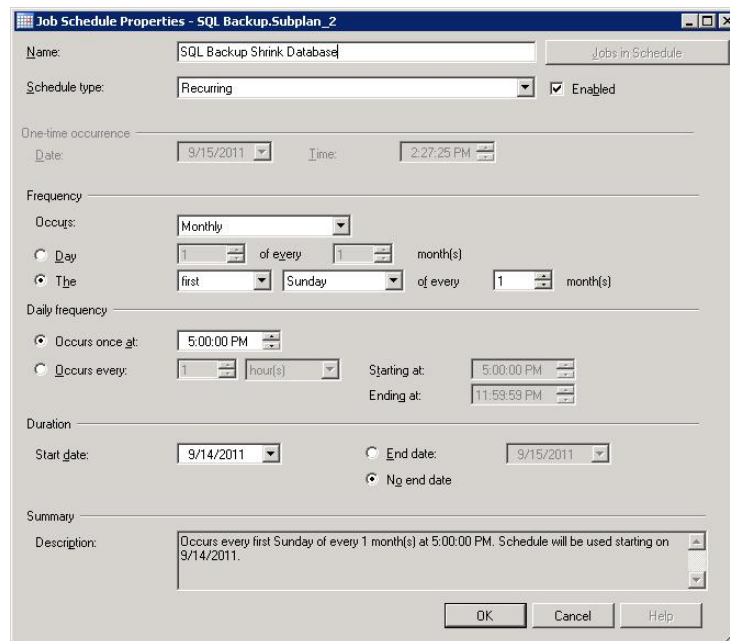 Job Schedule Properties - SQL Backup.Subplan_2
Name: SQL Backup Shrink Database Jobs in Schedule
Schedule type: Recurring Enabled
One-time occurrence
Date: 9/15/2011 Time: 2:27:25 PM
Frequency
Occurs: Monthly
Day 1 of every 1 month(s)
The first Sunday of every 1 month(s)
Daily frequency
Occurs once at: 5:00:00 PM
Occurs every: 1 hour(s) Starting at: 5:00:00 PM
Ending at: 11:59:59 PM
Duration
Start date: 9/14/2011 End date: 9/15/2011
No end date
Summary
Description: Occurs every first Sunday of every 1 month(s) at 5:00:00 PM. Schedule will be used starting on
9/14/2011.
OK Cancel Help